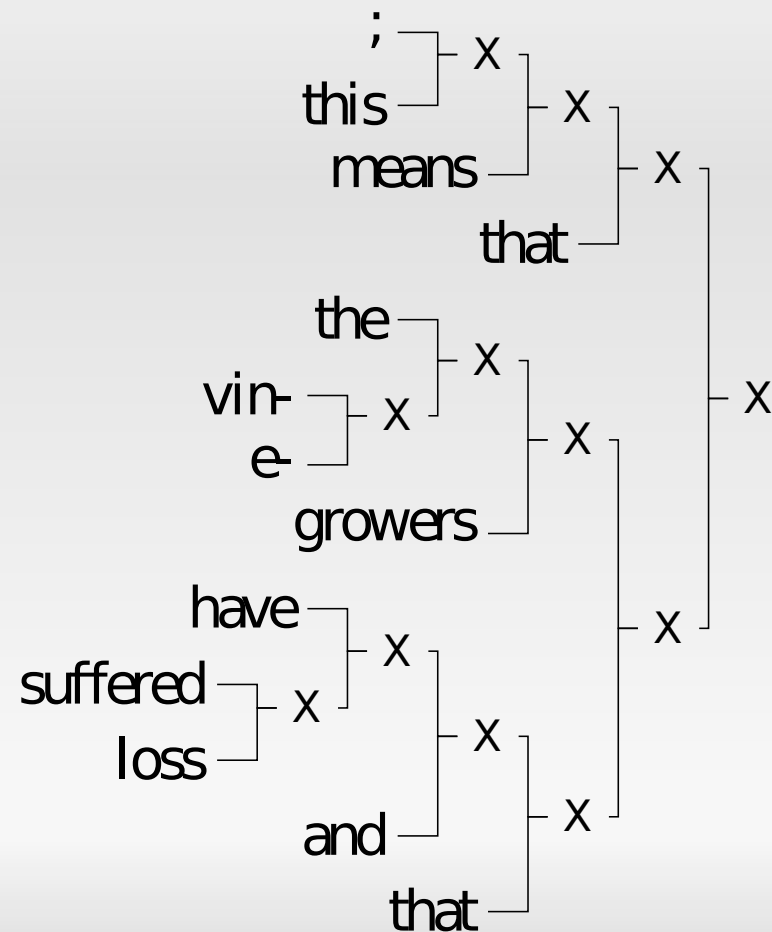 ;
X
this
X
means
X
that
the
X
vin-
X
X
e-
X
growers
have
X
X
suffered
X
loss
X
X
and
that